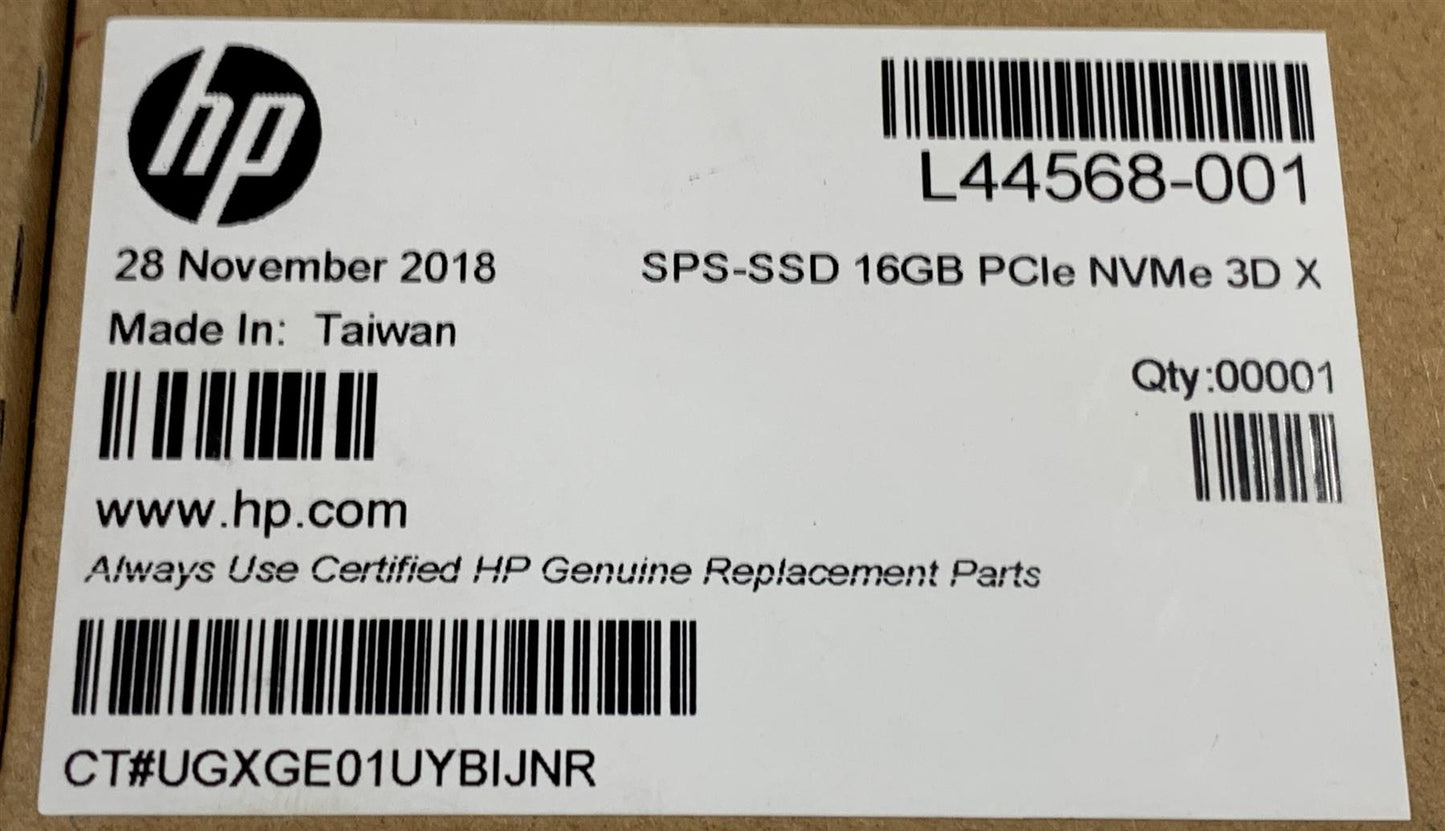 hp
L44568-001
28 November 2018
SPS-SSD 16GB PCIe NVMe 3D X
Made In: Taiwan
Qty:00001
www.hp.com
Always Use Certified HP Genuine Replacement Parts
CT#UGXGE01UYBIJNR